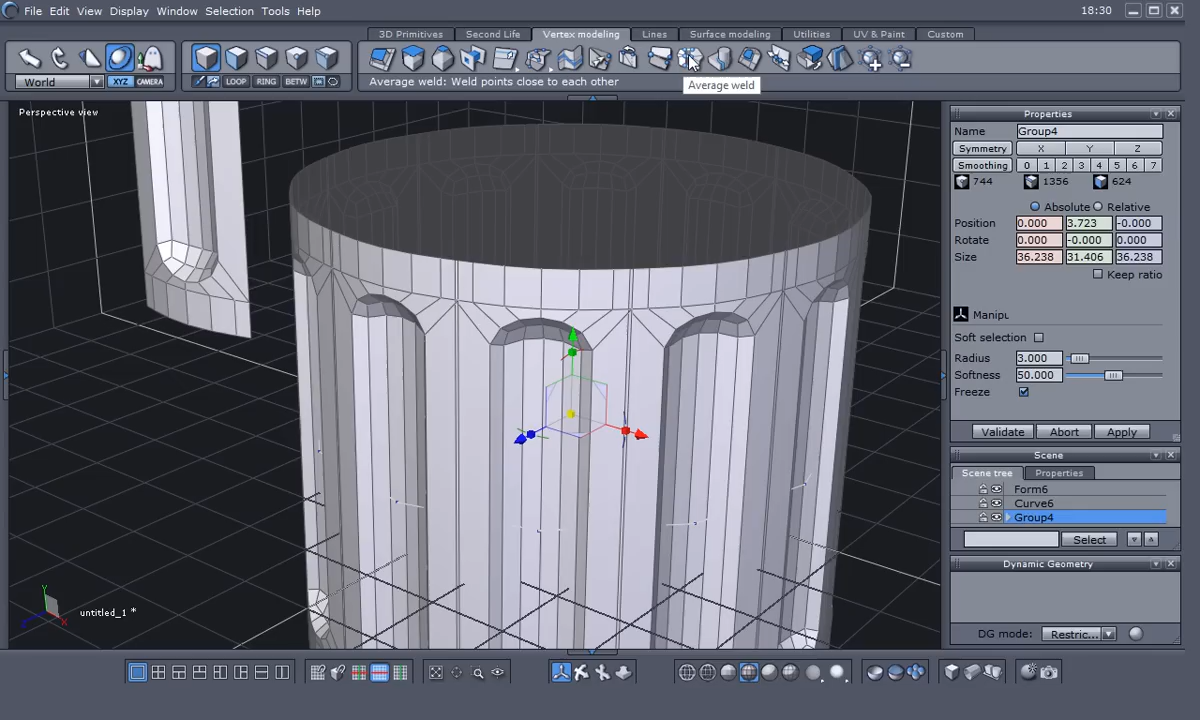 File Edit View Display Window Selection Tools Help
18:30
3D Primitives Second Life Vertex modeling Lines Surface modeling Utilities UV & Paint Custom
World XYZ CAMERA LOOP RING BETW
Average weld: Weld points close to each other
Average weld
Perspective view
Properties
Name Group4
Symmetry X Y Z
Smoothing 0 1 2 3 4 5 6 7
744 1356 624
Absolute Relative
Position 0.000 3.723 -0.000
Rotate 0.000 -0.000 0.000
Size 36.238 31.406 36.238
Keep ratio
Manipu
Soft selection
Radius 3.000
Softness 50.000
Freeze
Validate Abort Apply
Scene
Scene tree Properties
Form6
Curve6
Group4
Select
Dynamic Geometry
DG mode: Restric...
Y
X
untitled_1 *